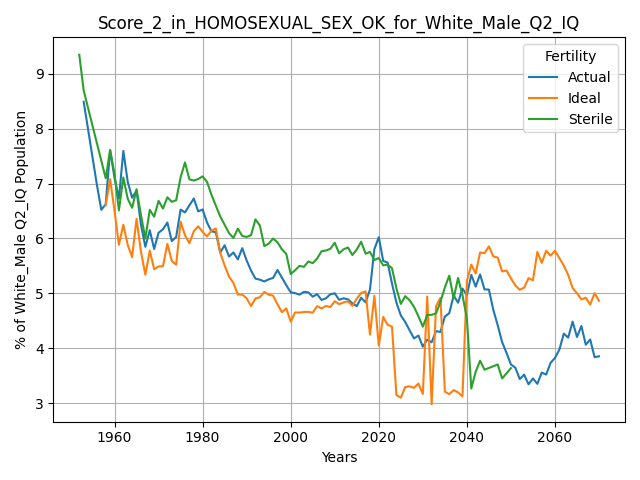 Score_2_in_HOMOSEXUAL_SEX_OK_for_White_Male_Q2_IQ
Fertility
Actual
Ideal
Sterile
% of White_Male Q2_IQ Population
9
8
7
6
5
4
3
1960 1980 2000 2020 2040 2060
Years